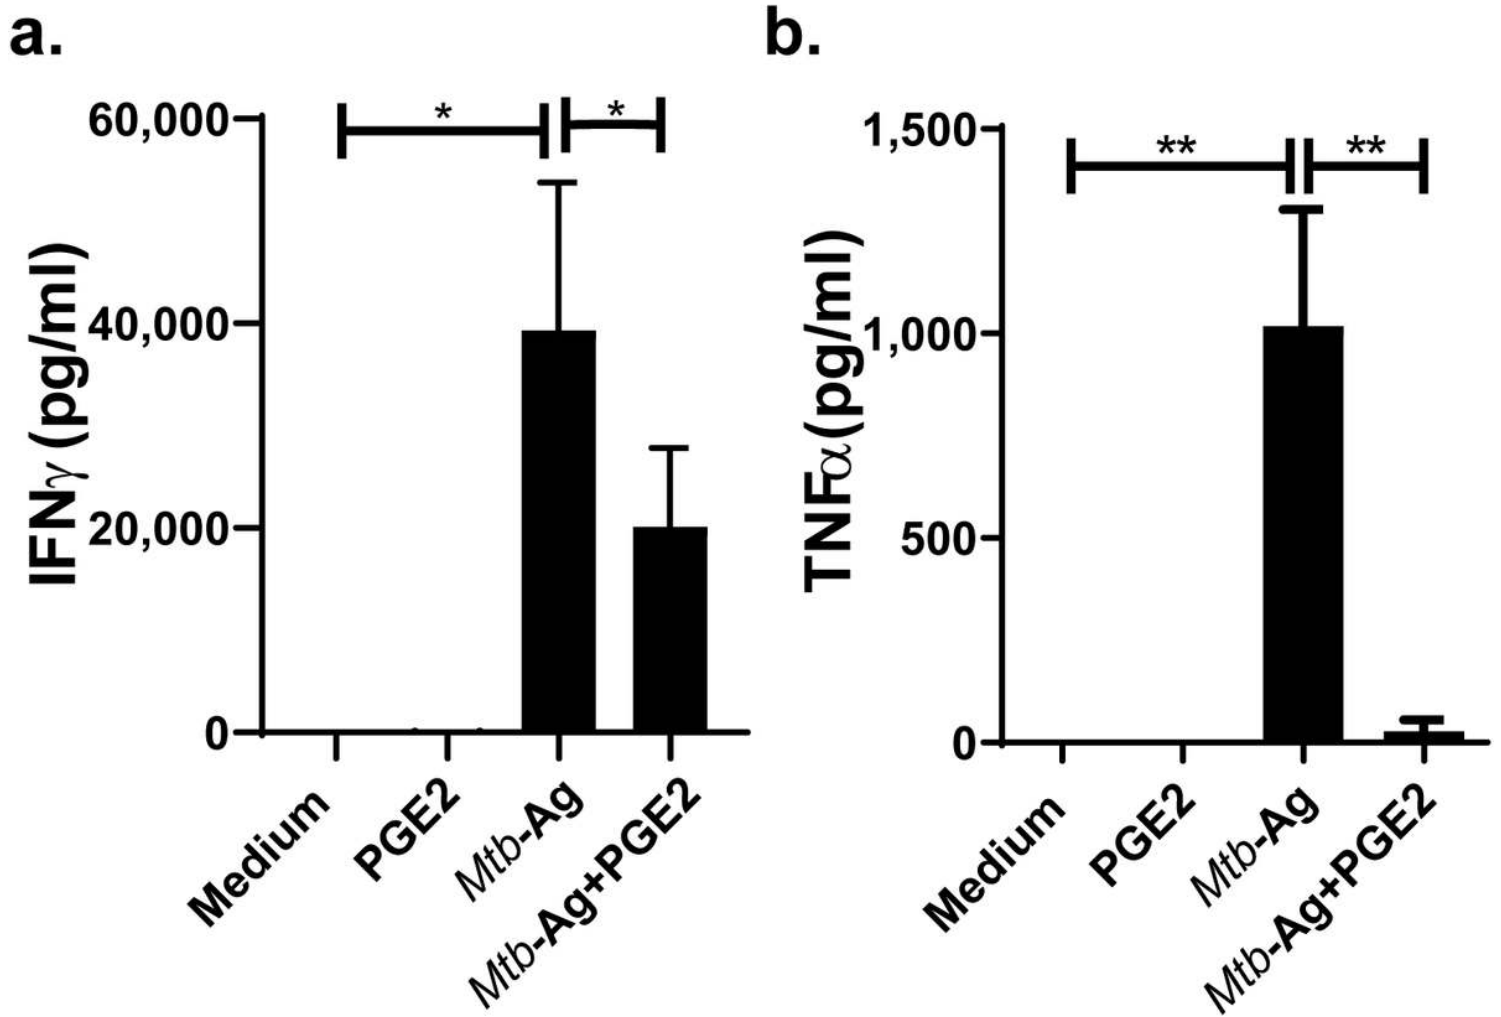 a.
IFNγ (pg/ml)
60,000
40,000
20,000
0
* *
Medium
PGE2
Mtb-Ag
Mtb-Ag+PGE2
b.
TNFα(pg/ml)
1,500
1,000
500
0
** **
Medium
PGE2
Mtb-Ag
Mtb-Ag+PGE2